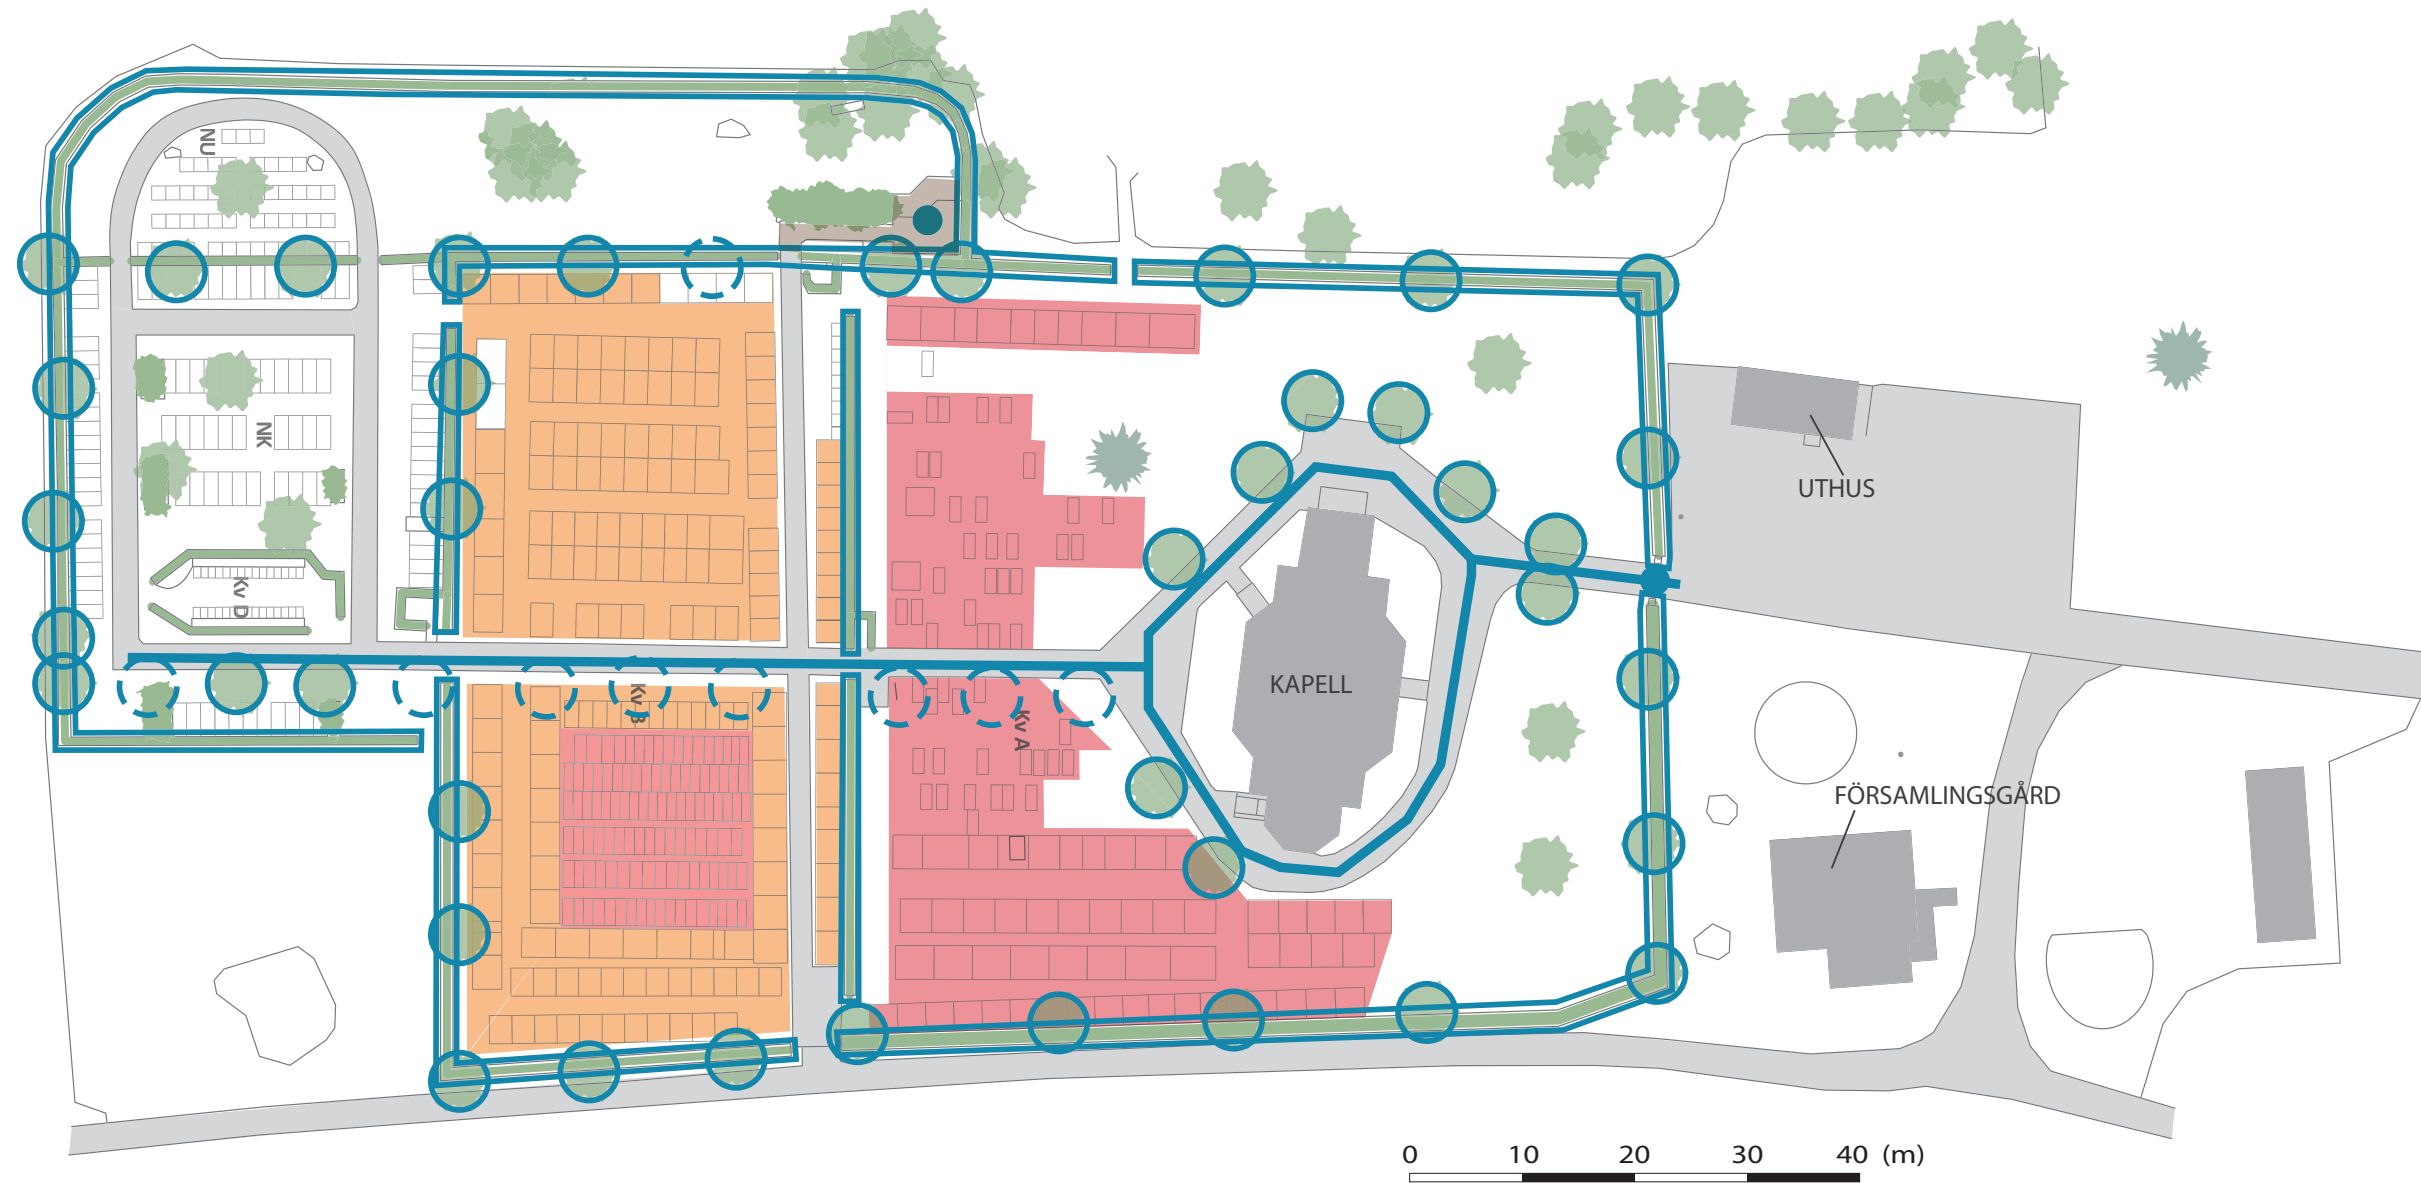 NU
NK
Kv D
Kv B
Kv A
UTHUS
KAPELL
FÖRSAMLINGSGÅRD
0 10 20 30 40 (m)